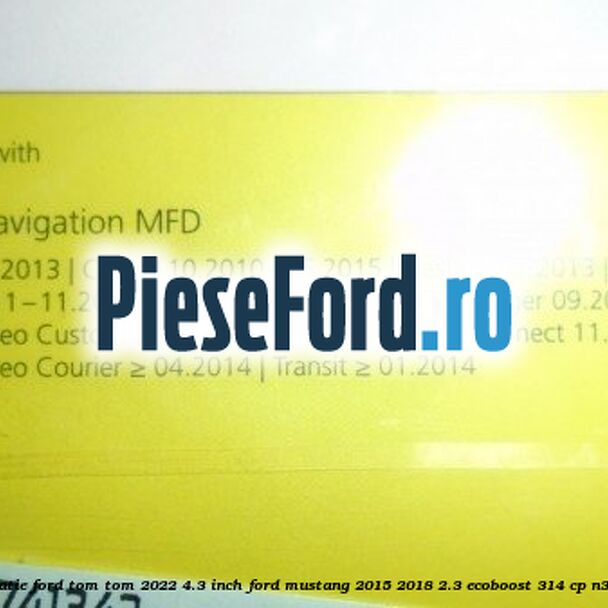 with
avigation MFD
2013 | 10.2010 2015 2013 |
1–11.2 er 09.20
PieseFord.ro
eo Custo nect 11.
eo Courier ≥ 04.2014 | Transit ≥ 01.2014
ford tom tom 2022 4.3 inch ford mustang 2015 2018 2.3 ecoboost 314 cp n3